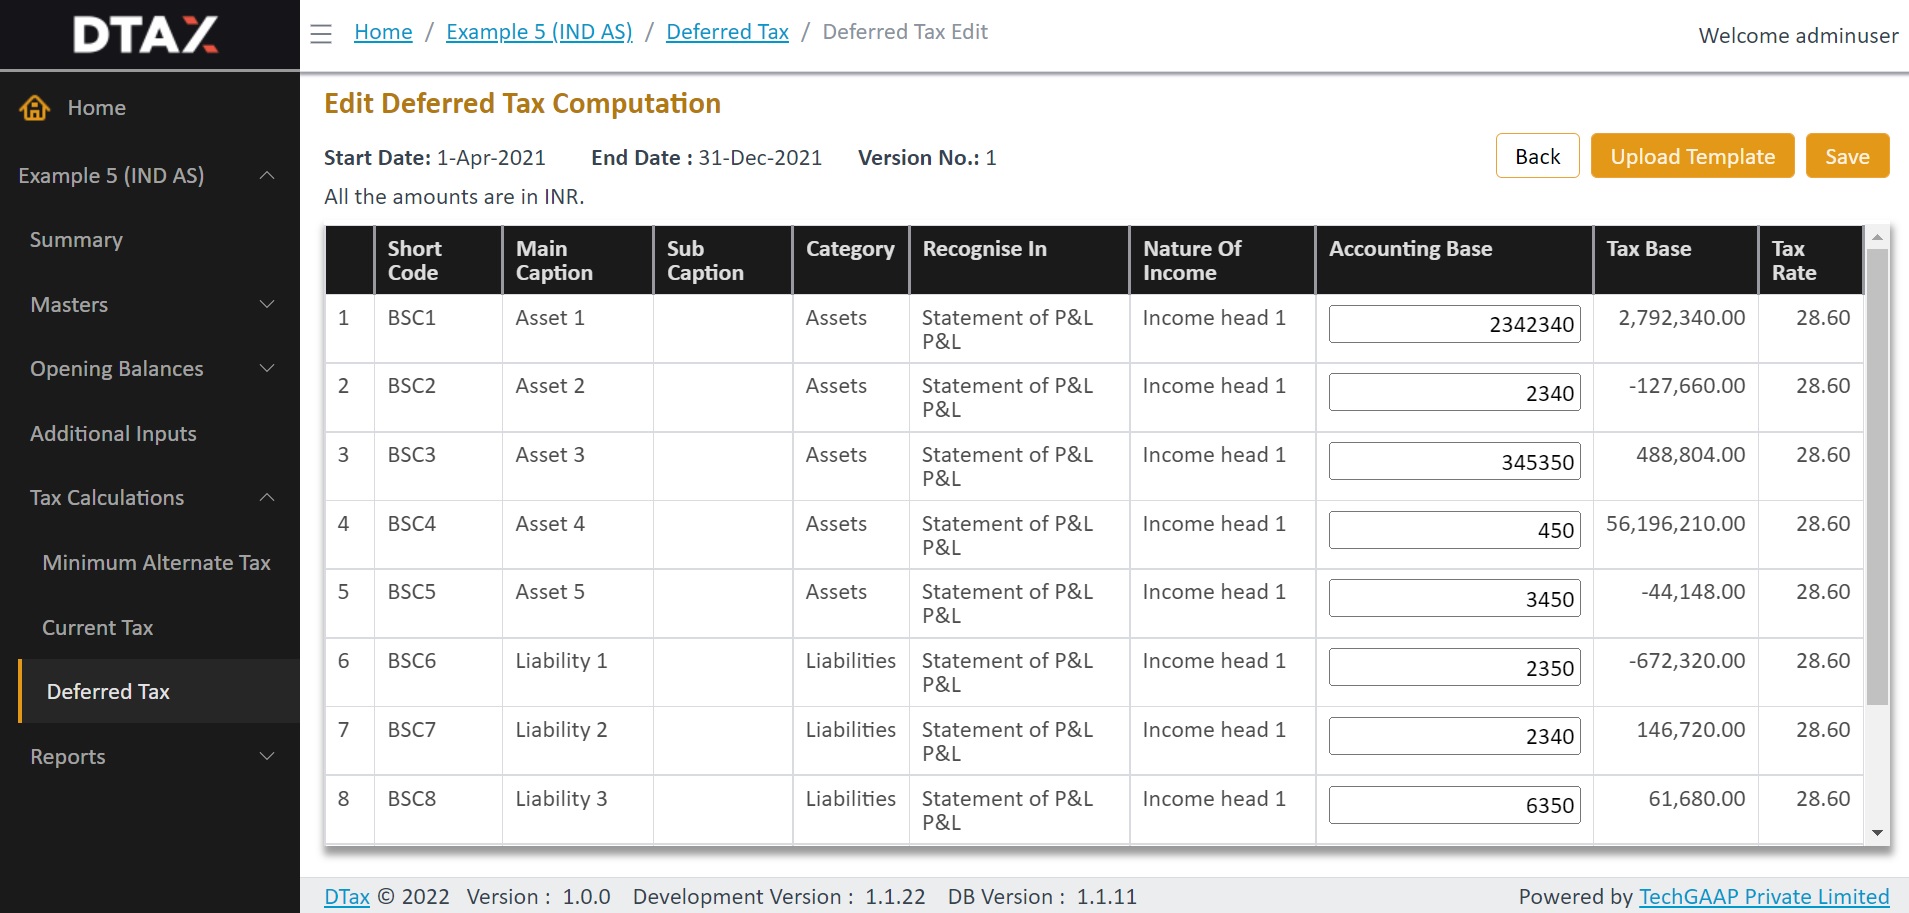 DTAX
Home / Example 5 (IND AS) / Deferred Tax / Deferred Tax Edit
Welcome adminuser
Home
Example 5 (IND AS)
Summary
Masters
Opening Balances
Additional Inputs
Tax Calculations
Minimum Alternate Tax
Current Tax
Deferred Tax
Reports
Edit Deferred Tax Computation
Start Date: 1-Apr-2021 End Date : 31-Dec-2021 Version No.: 1
Back Upload Template Save
All the amounts are in INR.
Short Code Main Caption Sub Caption Category Recognise In Nature Of Income Accounting Base Tax Base Tax Rate
1 BSC1 Asset 1 Assets Statement of P&L P&L Income head 1 2342340 2,792,340.00 28.60
2 BSC2 Asset 2 Assets Statement of P&L P&L Income head 1 2340 -127,660.00 28.60
3 BSC3 Asset 3 Assets Statement of P&L P&L Income head 1 345350 488,804.00 28.60
4 BSC4 Asset 4 Assets Statement of P&L P&L Income head 1 450 56,196,210.00 28.60
5 BSC5 Asset 5 Assets Statement of P&L P&L Income head 1 3450 -44,148.00 28.60
6 BSC6 Liability 1 Liabilities Statement of P&L P&L Income head 1 2350 -672,320.00 28.60
7 BSC7 Liability 2 Liabilities Statement of P&L P&L Income head 1 2340 146,720.00 28.60
8 BSC8 Liability 3 Liabilities Statement of P&L P&L Income head 1 6350 61,680.00 28.60
DTax © 2022 Version : 1.0.0 Development Version : 1.1.22 DB Version : 1.1.11
Powered by TechGAAP Private Limited